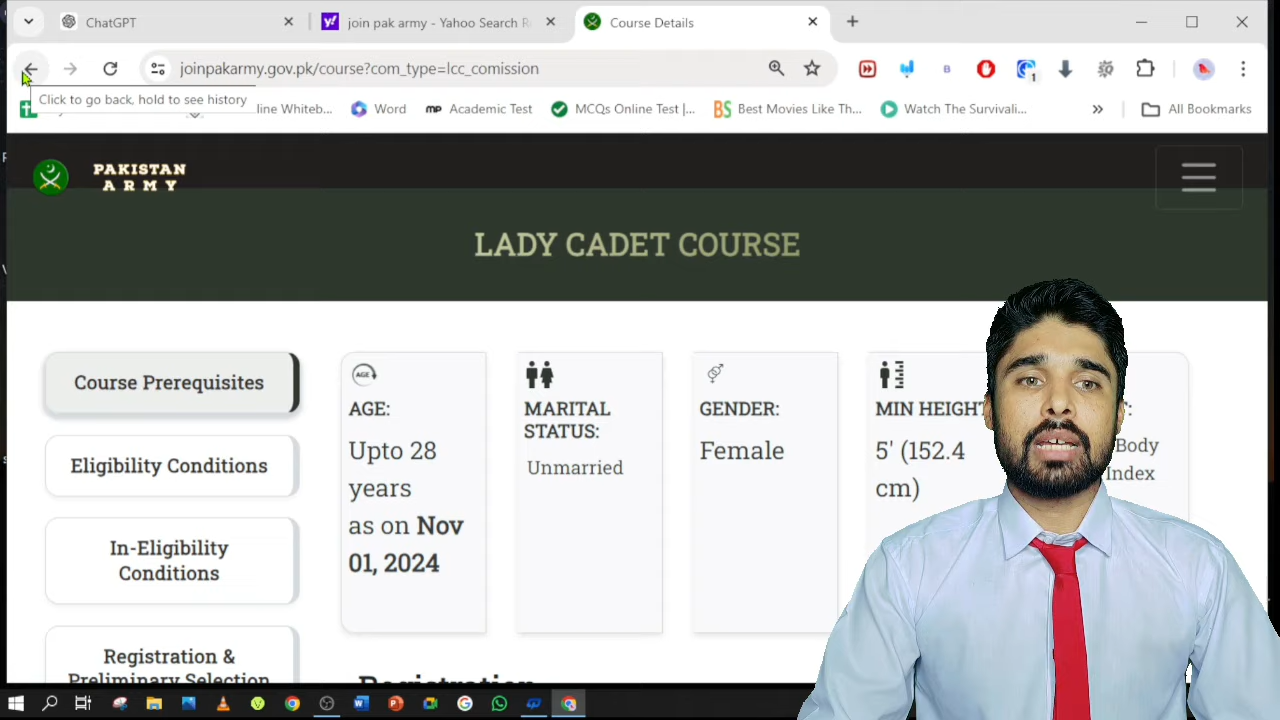 ChatGPT
join pak army - Yahoo Search Re
Course Details
joinpakarmy.gov.pk/course?com_type=lcc_comission
1
Click to go back, hold to see history
line Whiteb...
Word
Academic Test
MCQs Online Test |...
Best Movies Like Th...
Watch The Survivali...
All Bookmarks
PAKISTAN
ARMY
LADY CADET COURSE
Course Prerequisites
Eligibility Conditions
In-Eligibility
Conditions
Registration &
Preliminary Selection
AGE
AGE:
Upto 28
years
as on Nov
01, 2024
MARITAL
STATUS:
Unmarried
GENDER:
Female
MIN HEIGHT
5' (152.4
cm)
Body
Index
Registration